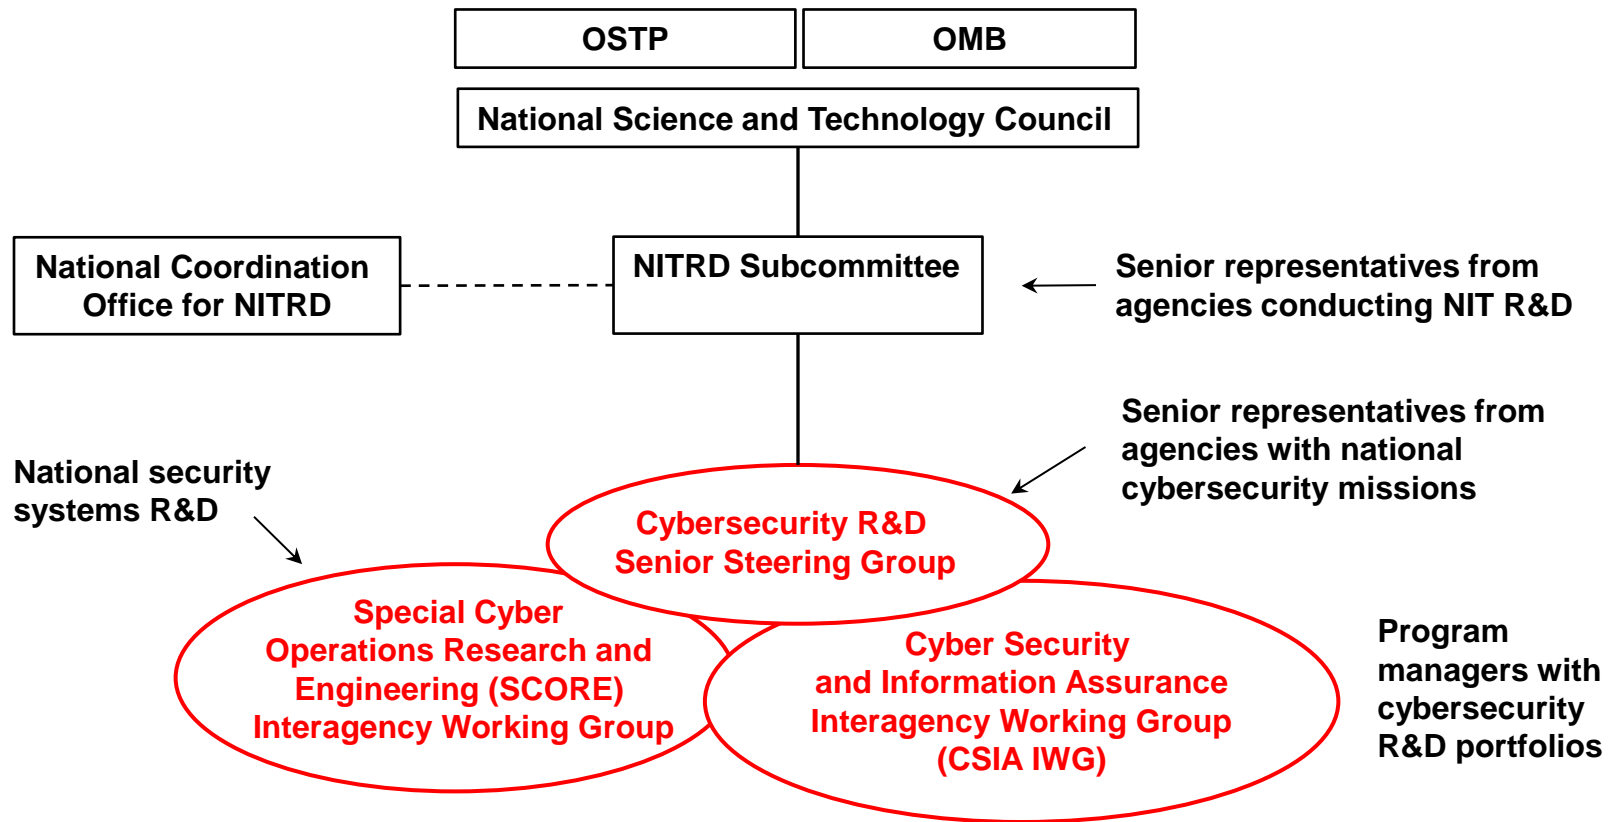 OSTP
OMB
National Science and Technology Council
National Coordination
Office for NITRD
NITRD Subcommittee
Senior representatives from
agencies conducting NIT R&D
Senior representatives from
agencies with national
cybersecurity missions
National security
systems R&D
Cybersecurity R&D
Senior Steering Group
Special Cyber
Operations Research and
Engineering (SCORE)
Interagency Working Group
Cyber Security
and Information Assurance
Interagency Working Group
(CSIA IWG)
Program
managers with
cybersecurity
R&D portfolios